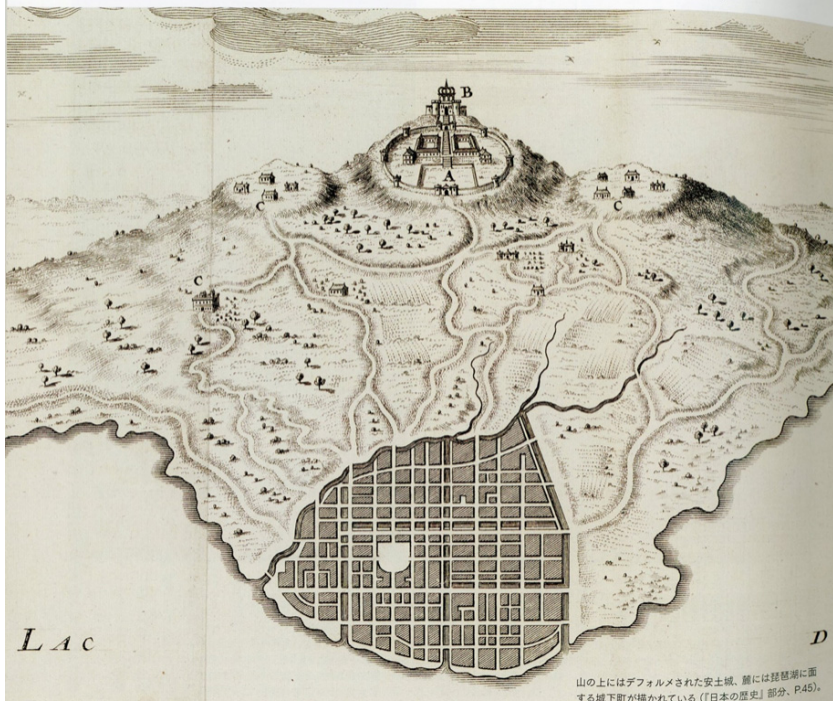 B
A
C
C
C
LAC
D
山の上にはデフォルメされた安土城、麓には琵琶湖に面
する城下町が描かれている(『日本の歴史』部分、P.45)。